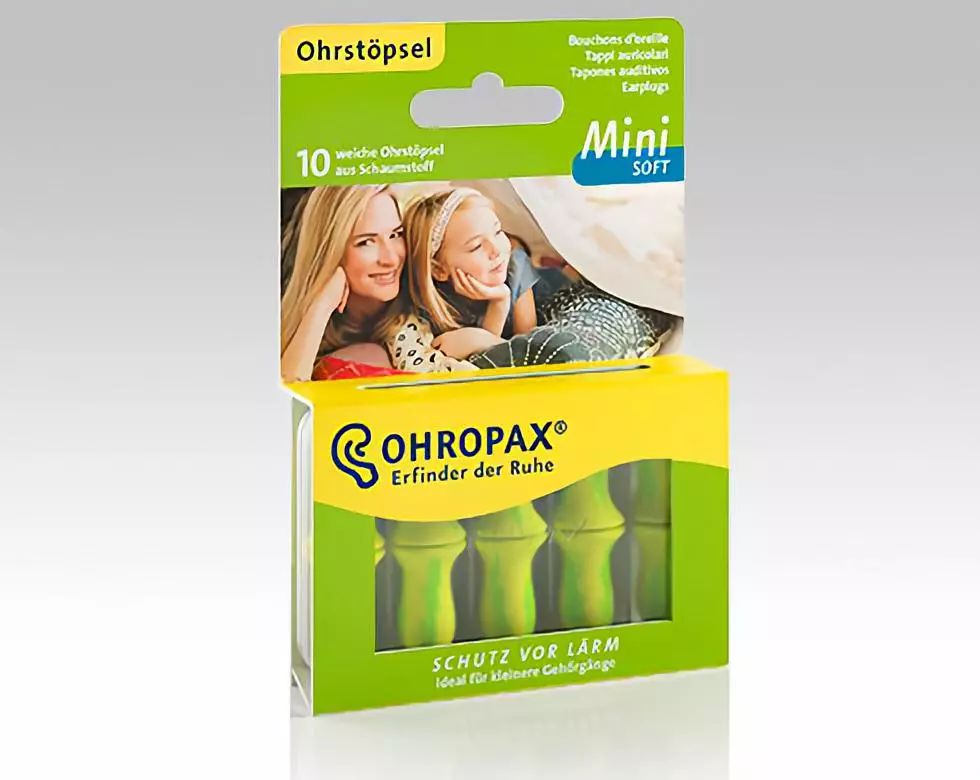 Ohrstöpsel
Bouchons d'oreille
Tappi auricolari
Tapones auditivos
Earplugs
10 weiche Ohrstöpsel
aus Schaumstoff
Mini
SOFT
OHROPAX®
Erfinder der Ruhe
SCHUTZ VOR LÄRM
Ideal für kleinere Gehörgänge